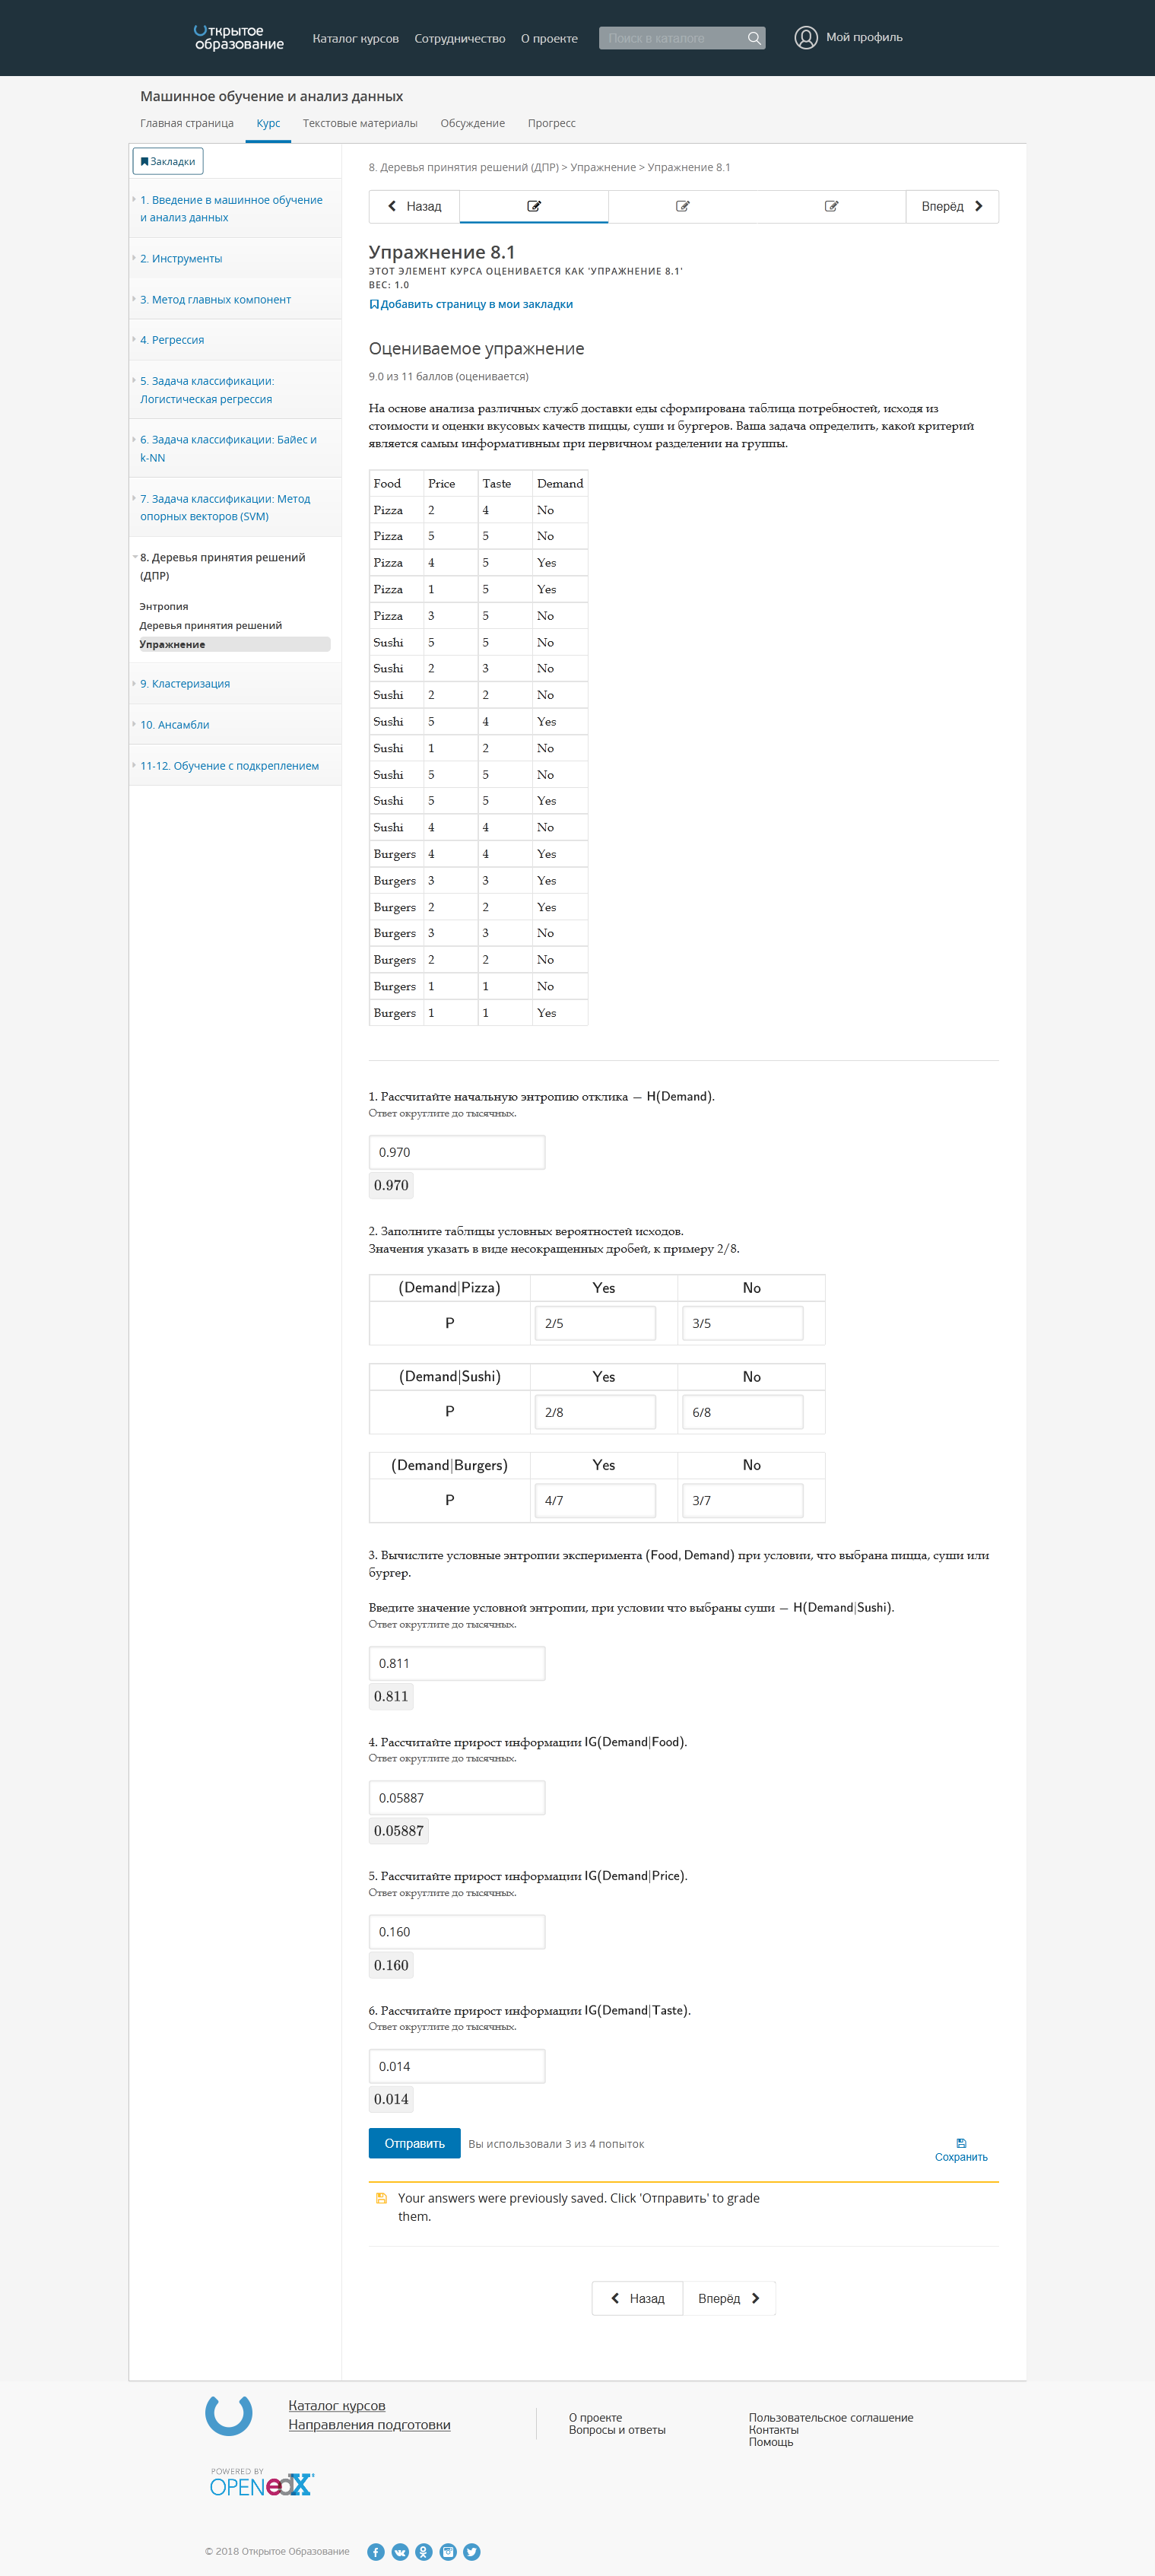 Открытое
образование
Каталог курсов Сотрудничество О проекте Поиск в каталоге Мой профиль
Машинное обучение и анализ данных
Главная страница Курс Текстовые материалы Обсуждение Прогресс
Закладки
1. Введение в машинное обучение
и анализ данных
2. Инструменты
3. Метод главных компонент
4. Регрессия
5. Задача классификации:
Логистическая регрессия
6. Задача классификации: Байес и
k-NN
7. Задача классификации: Метод
опорных векторов (SVM)
8. Деревья принятия решений
(ДПР)
Энтропия
Деревья принятия решений
Упражнение
9. Кластеризация
10. Ансамбли
11-12. Обучение с подкреплением
8. Деревья принятия решений (ДПР) > Упражнение > Упражнение 8.1
Назад Вперёд
Упражнение 8.1
ЭТОТ ЭЛЕМЕНТ КУРСА ОЦЕНИВАЕТСЯ КАК 'УПРАЖНЕНИЕ 8.1'
ВЕС: 1.0
Добавить страницу в мои закладки
Оцениваемое упражнение
9.0 из 11 баллов (оценивается)
На основе анализа различных служб доставки еды сформирована таблица потребностей, исходя из
стоимости и оценки вкусовых качеств пиццы, суши и бургеров. Ваша задача определить, какой критерий
является самым информативным при первичном разделении на группы.
Food Price Taste Demand
Pizza 2 4 No
Pizza 5 5 No
Pizza 4 5 Yes
Pizza 1 5 Yes
Pizza 3 5 No
Sushi 5 5 No
Sushi 2 3 No
Sushi 2 2 No
Sushi 5 4 Yes
Sushi 1 2 No
Sushi 5 5 No
Sushi 5 5 Yes
Sushi 4 4 No
Burgers 4 4 Yes
Burgers 3 3 Yes
Burgers 2 2 Yes
Burgers 3 3 No
Burgers 2 2 No
Burgers 1 1 No
Burgers 1 1 Yes
1. Рассчитайте начальную энтропию отклика — H(Demand).
Ответ округлите до тысячных.
0.970
0.970
2. Заполните таблицы условных вероятностей исходов.
Значения указать в виде несокращенных дробей, к примеру 2/8.
(Demand|Pizza) Yes No
P 2/5 3/5
(Demand|Sushi) Yes No
P 2/8 6/8
(Demand|Burgers) Yes No
P 4/7 3/7
3. Вычислите условные энтропии эксперимента (Food, Demand) при условии, что выбрана пицца, суши или
бургер.
Введите значение условной энтропии, при условии что выбраны суши — H(Demand|Sushi).
Ответ округлите до тысячных.
0.811
0.811
4. Рассчитайте прирост информации IG(Demand|Food).
Ответ округлите до тысячных.
0.05887
0.05887
5. Рассчитайте прирост информации IG(Demand|Price).
Ответ округлите до тысячных.
0.160
0.160
6. Рассчитайте прирост информации IG(Demand|Taste).
Ответ округлите до тысячных.
0.014
0.014
Отправить Вы использовали 3 из 4 попыток
Сохранить
Your answers were previously saved. Click 'Отправить' to grade
them.
Назад Вперёд
Каталог курсов
Направления подготовки
О проекте
Вопросы и ответы
Пользовательское соглашение
Контакты
Помощь
POWERED BY
OPEN edX
© 2018 Открытое Образование